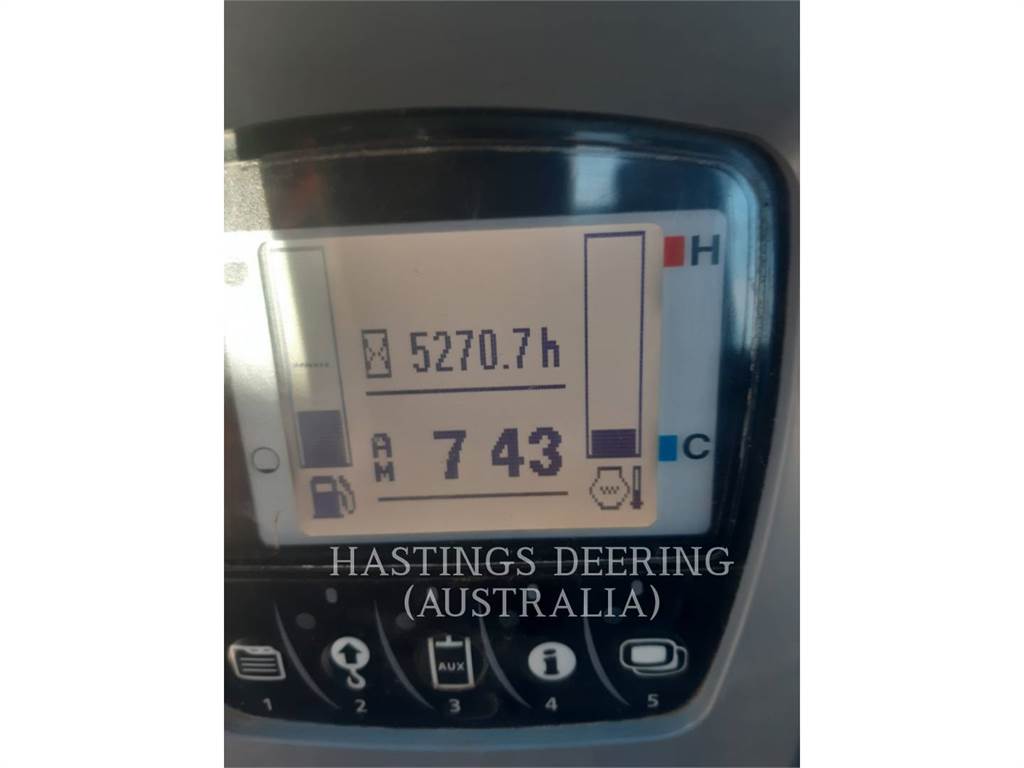 H
5270.7 h
AM 7 43
C
HASTINGS DEERING
(AUSTRALIA)
AUX
1 2 3 4 5